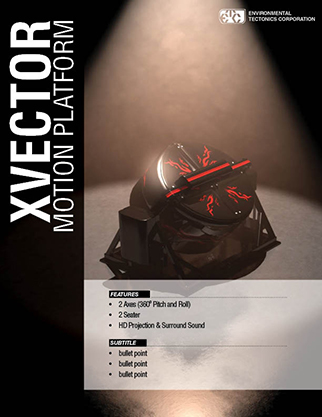 XVECTOR
MOTION PLATFORM
ETC
ENVIRONMENTAL
TECTONICS CORPORATION
FEATURES
• 2 Axes (360° Pitch and Roll)
• 2 Seater
• HD Projection & Surround Sound
SUBTITLE
• bullet point
• bullet point
• bullet point